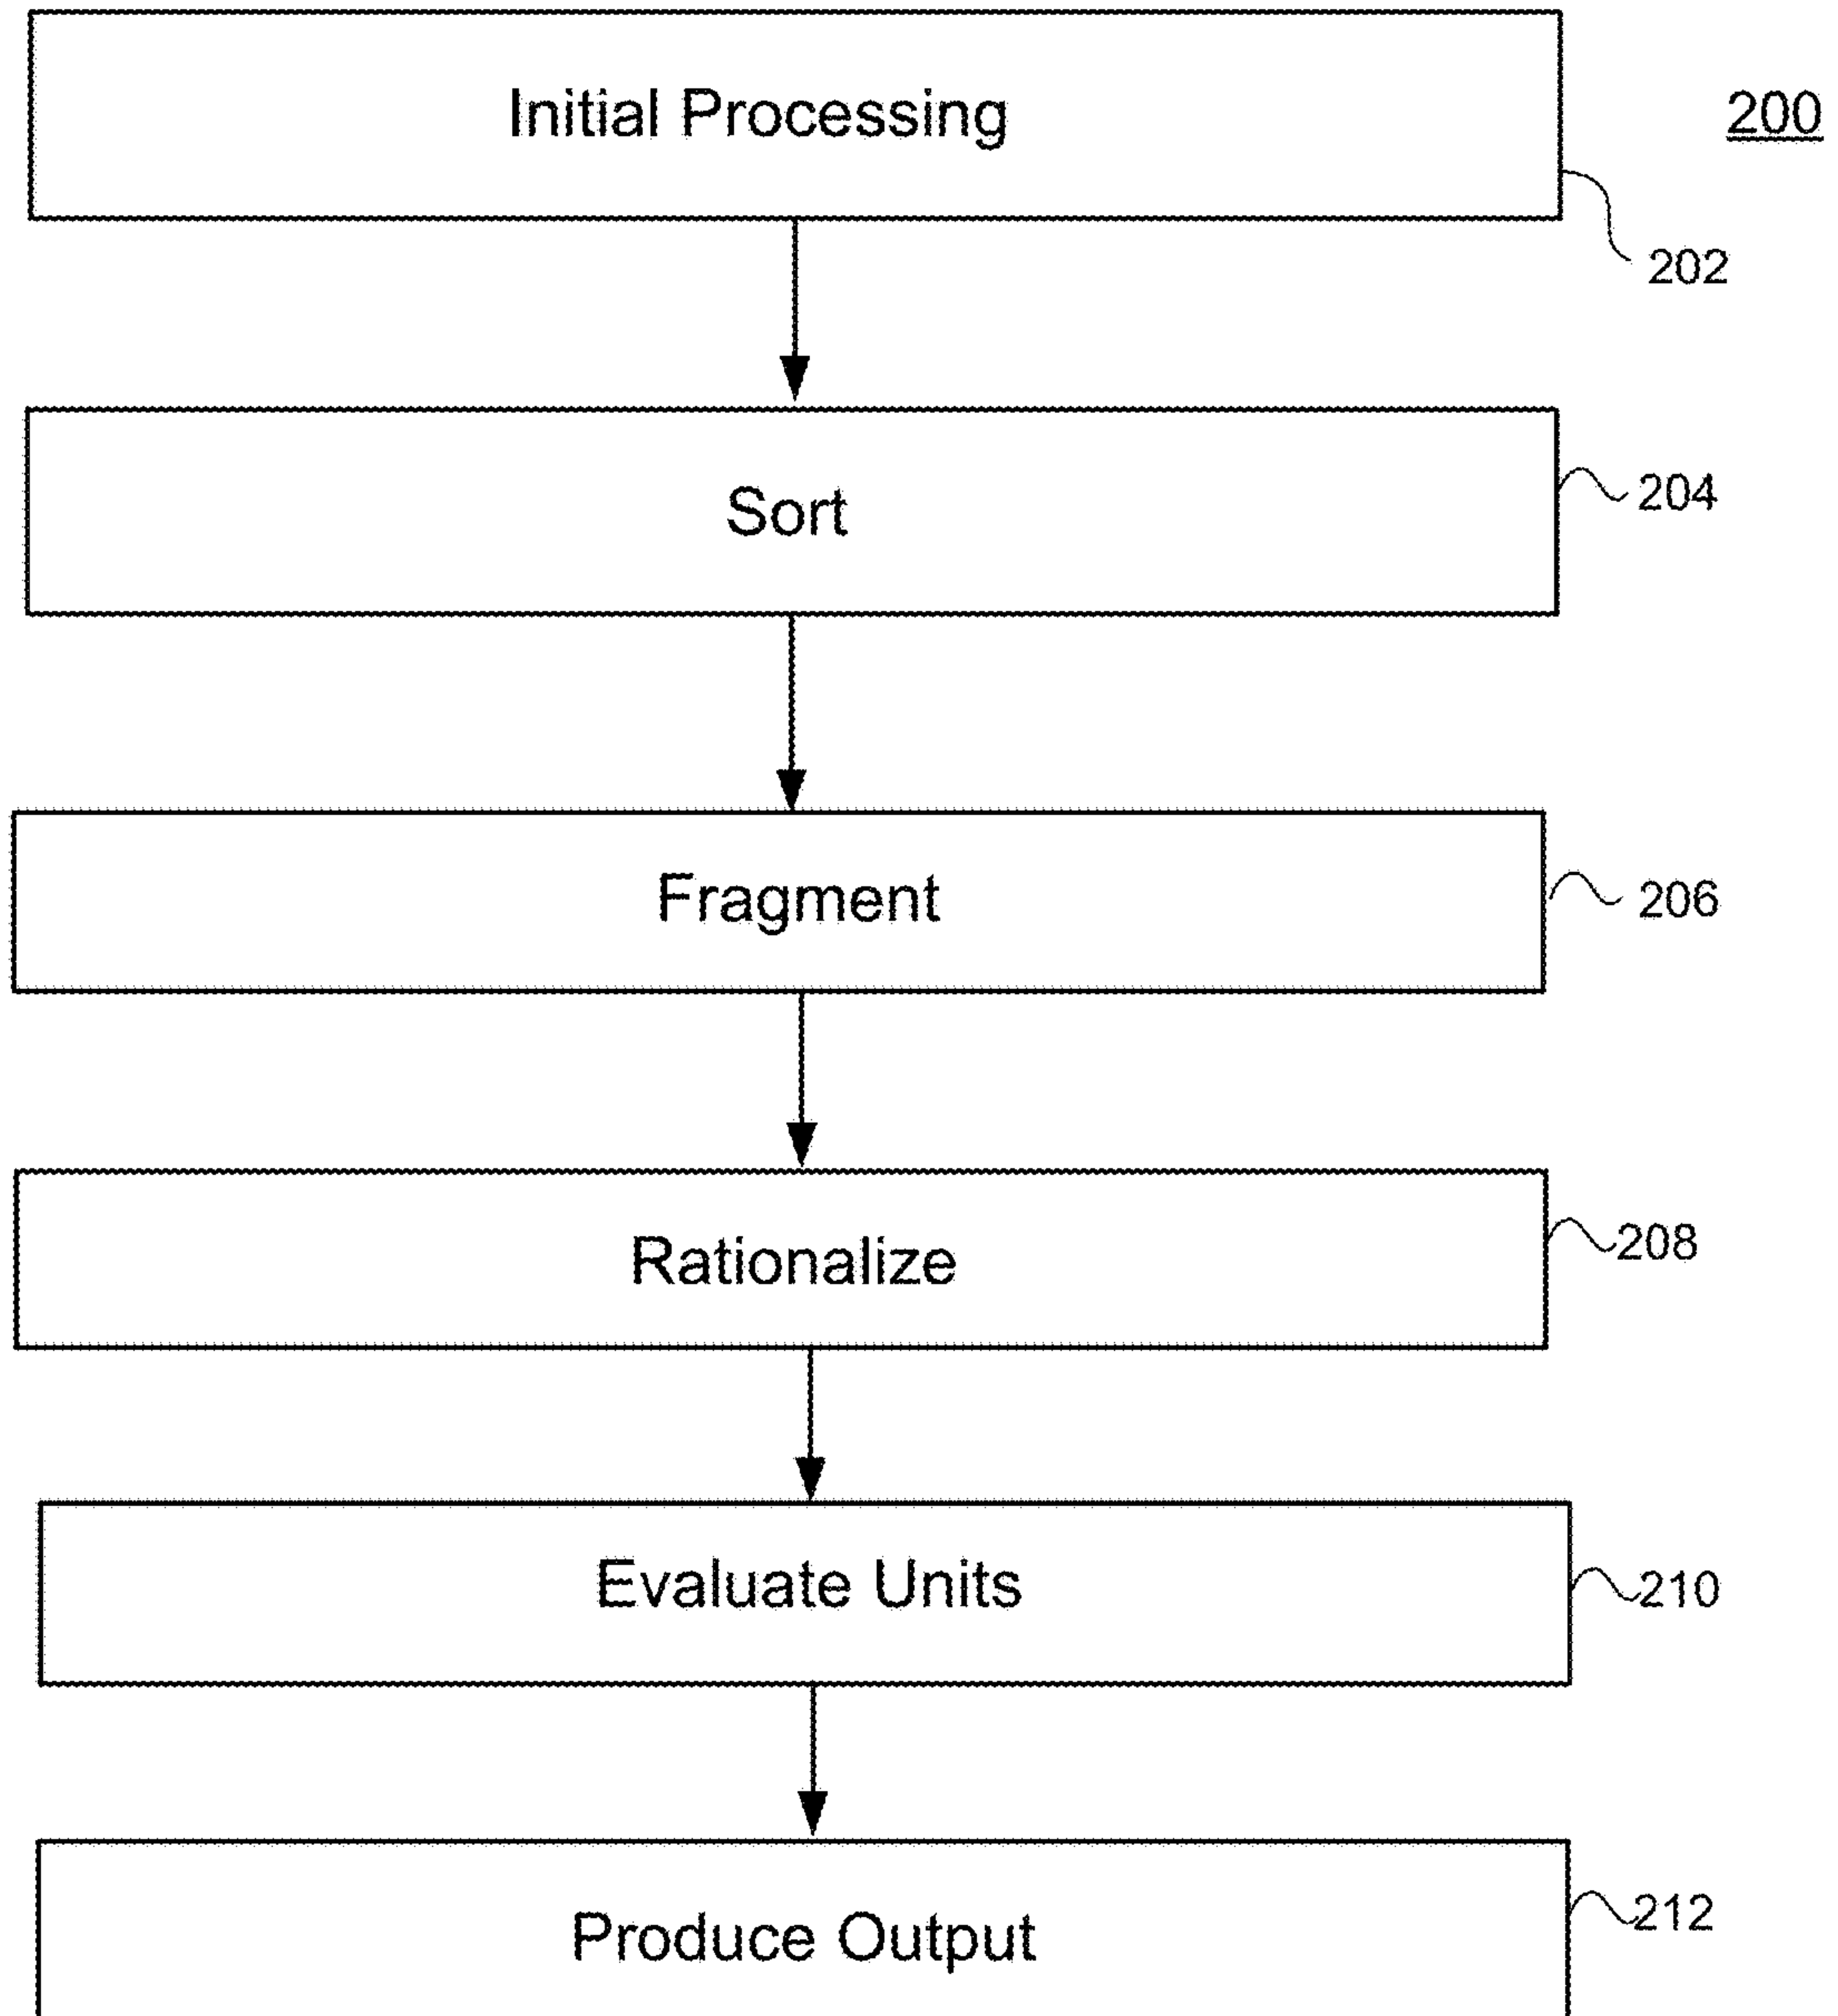 Initial Processing
200
202
Sort
204
Fragment
206
Rationalize
208
Evaluate Units
210
Produce Output
212